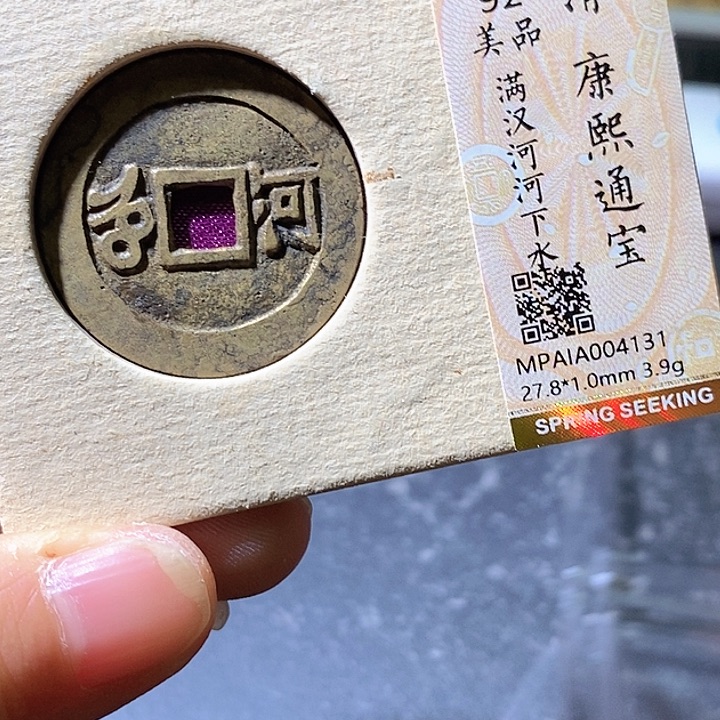 河
92
美品
满汉河河下水
康熙通宝
MPAIA004131
27.8*1.0mm 3.9g
SPRING SEEKING